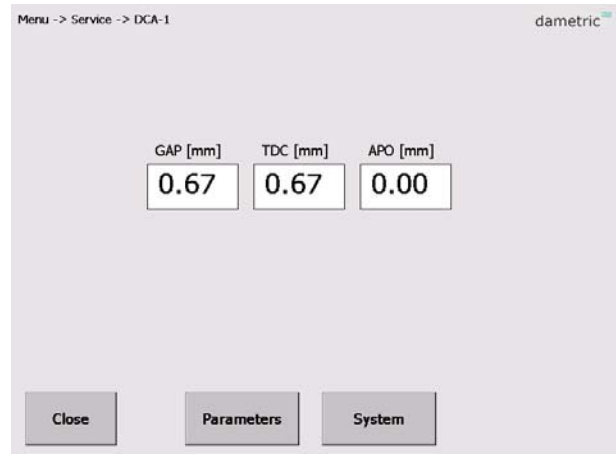 Menu -> Service -> DCA-1
dametric
GAP [mm] TDC [mm] APO [mm]
0.67 0.67 0.00
Close Parameters System